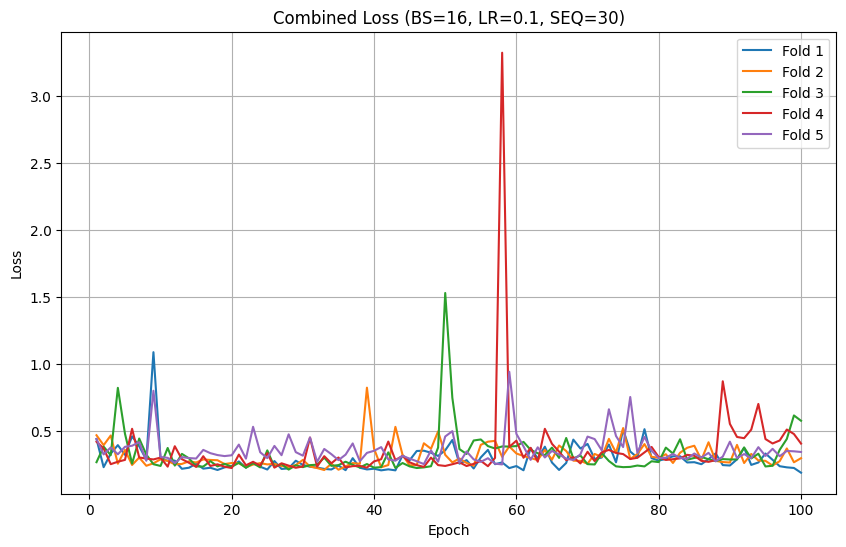 Combined Loss (BS=16, LR=0.1, SEQ=30)
Fold 1
Fold 2
Fold 3
Fold 4
Fold 5
Loss
3.0
2.5
2.0
1.5
1.0
0.5
0 20 40 60 80 100
Epoch